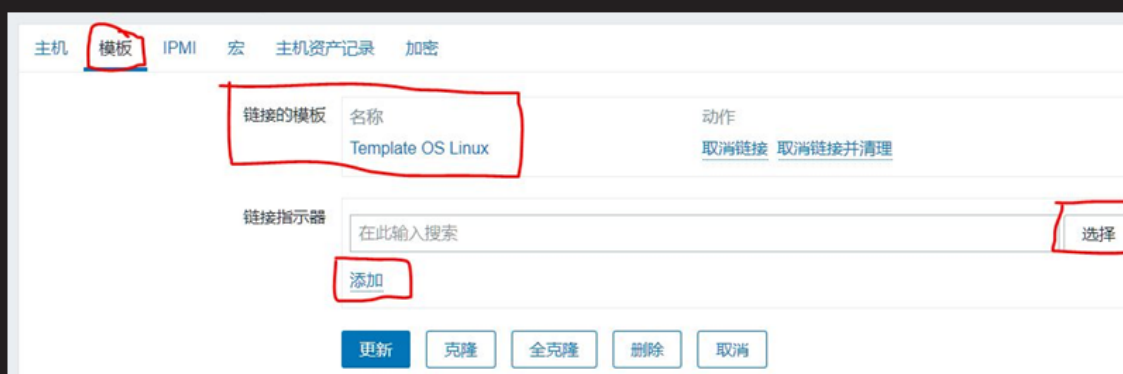 主机 模板 IPMI 宏 主机资产记录 加密
链接的模板 名称 动作
Template OS Linux 取消链接 取消链接并清理
链接指示器 在此输入搜索 选择
添加
更新 克隆 全克隆 删除 取消